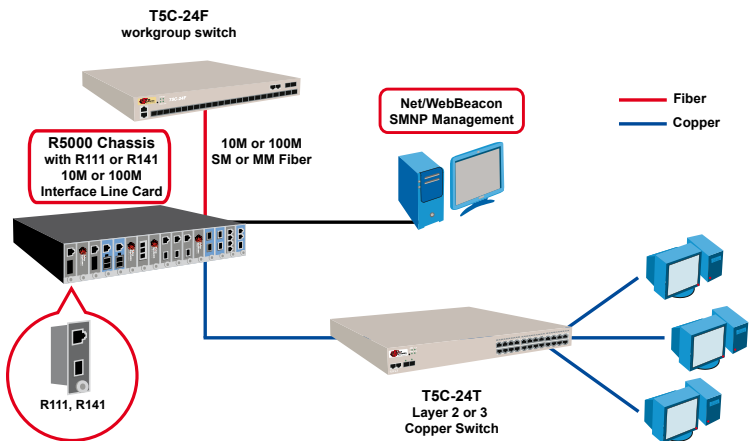 T5C-24F
workgroup switch
Net/WebBeacon
SMNP Management
Fiber
Copper
R5000 Chassis
with R111 or R141
10M or 100M
Interface Line Card
10M or 100M
SM or MM Fiber
R111, R141
T5C-24T
Layer 2 or 3
Copper Switch